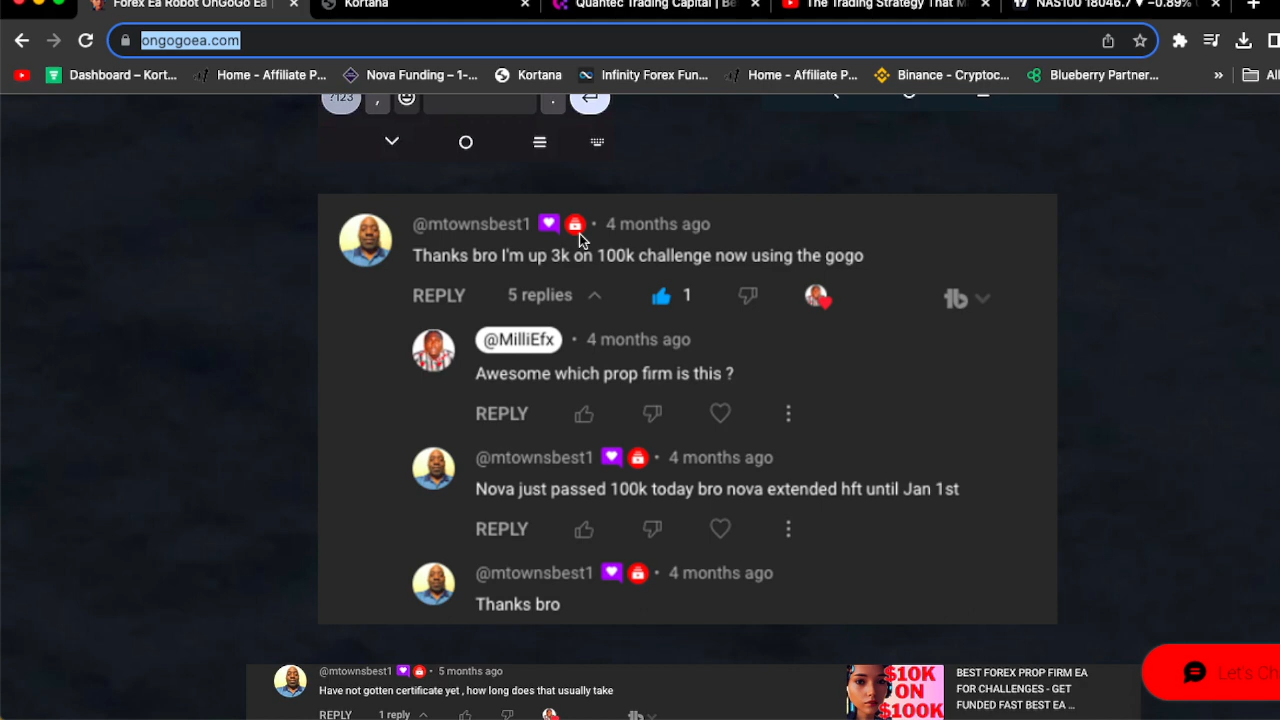 Forex Ea Robot OnGoGo Ea
Kortana
Quantec Trading Capital | Be
The Trading Strategy That M
NAS100 18046.7 ▼ −0.89%
ongogoea.com
Dashboard – Kort...
Home - Affiliate P...
Nova Funding – 1-...
Kortana
Infinity Forex Fun...
Home - Affiliate P...
Binance - Cryptoc...
Blueberry Partner...
»
All
?123
,
.
@mtownsbest1 • 4 months ago
Thanks bro I'm up 3k on 100k challenge now using the gogo
REPLY 5 replies 1
@MilliEfx • 4 months ago
Awesome which prop firm is this ?
REPLY
@mtownsbest1 • 4 months ago
Nova just passed 100k today bro nova extended hft until Jan 1st
REPLY
@mtownsbest1 • 4 months ago
Thanks bro
@mtownsbest1 • 5 months ago
Have not gotten certificate yet , how long does that usually take
REPLY 1 reply
$10K
ON
$100K
BEST FOREX PROP FIRM EA
FOR CHALLENGES - GET
FUNDED FAST BEST EA ...
Let's Ch